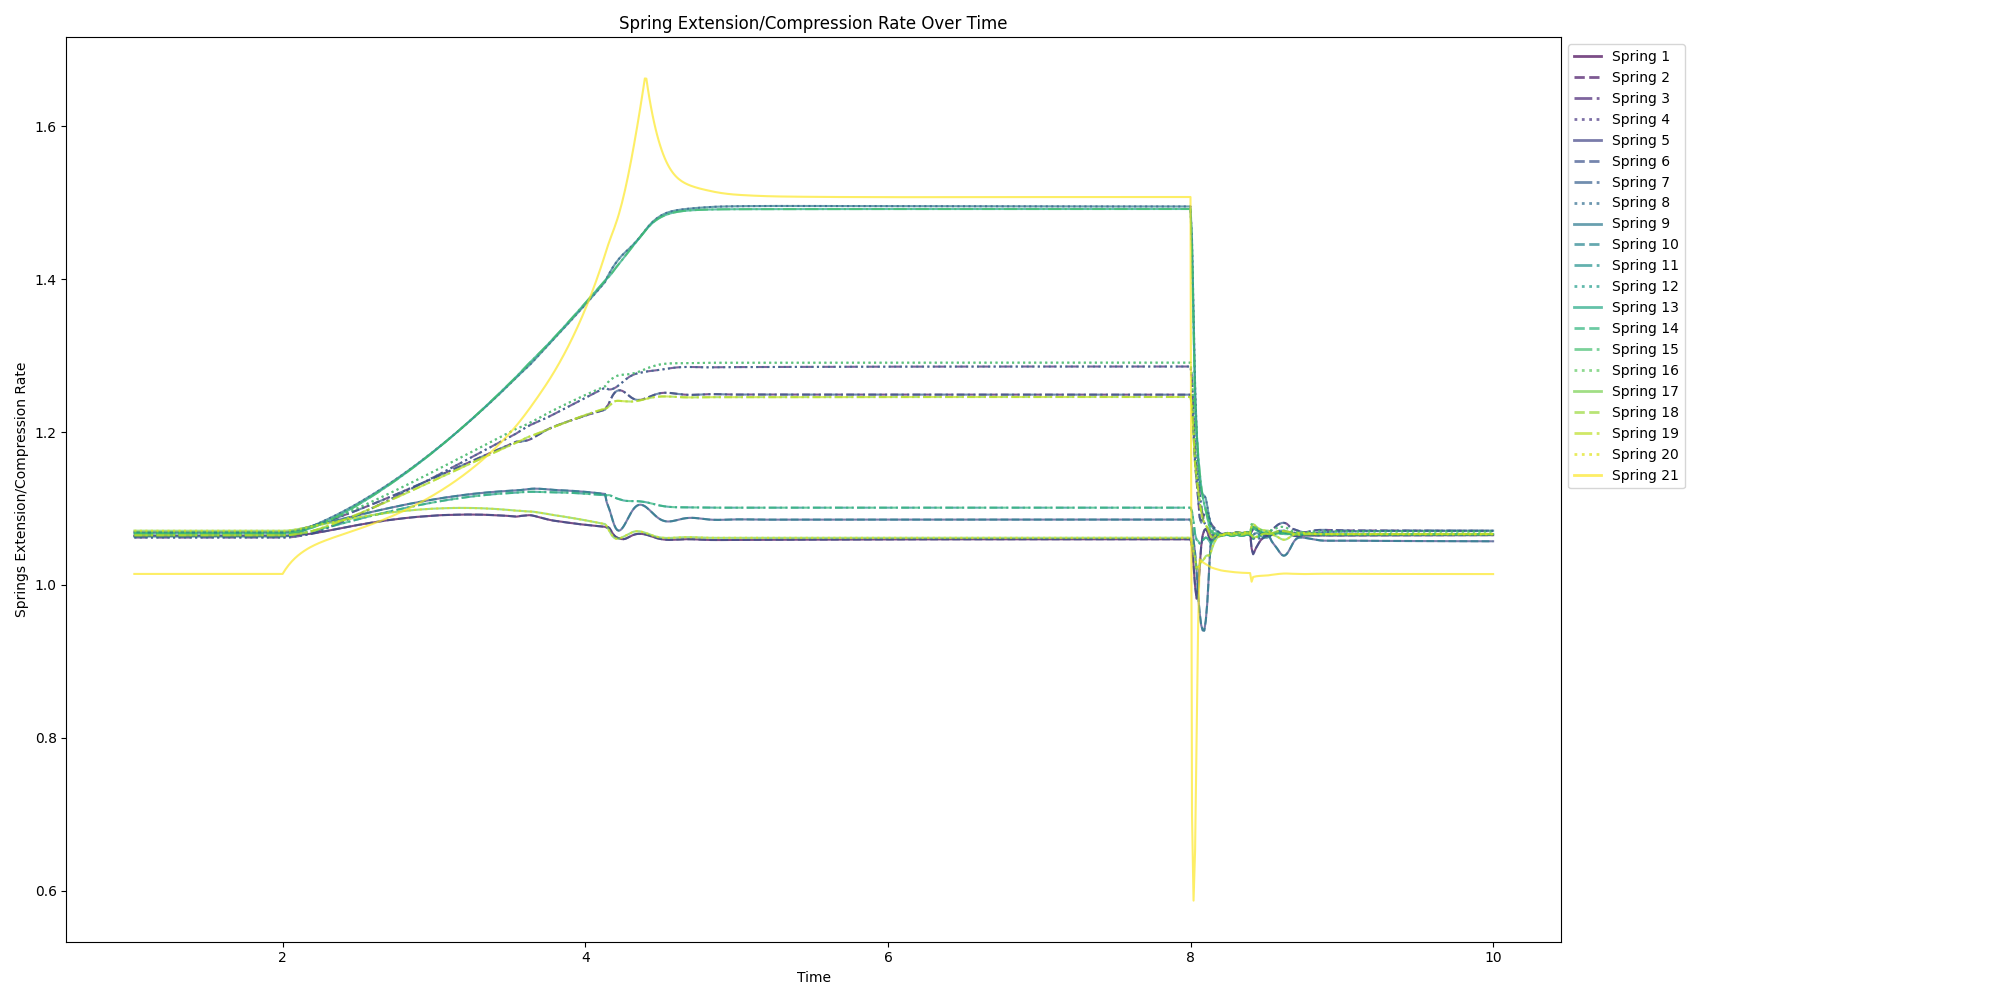 Spring Extension/Compression Rate Over Time
Springs Extension/Compression Rate
1.6
1.4
1.2
1.0
0.8
0.6
2
4
6
8
10
Time
Spring 1
Spring 2
Spring 3
Spring 4
Spring 5
Spring 6
Spring 7
Spring 8
Spring 9
Spring 10
Spring 11
Spring 12
Spring 13
Spring 14
Spring 15
Spring 16
Spring 17
Spring 18
Spring 19
Spring 20
Spring 21